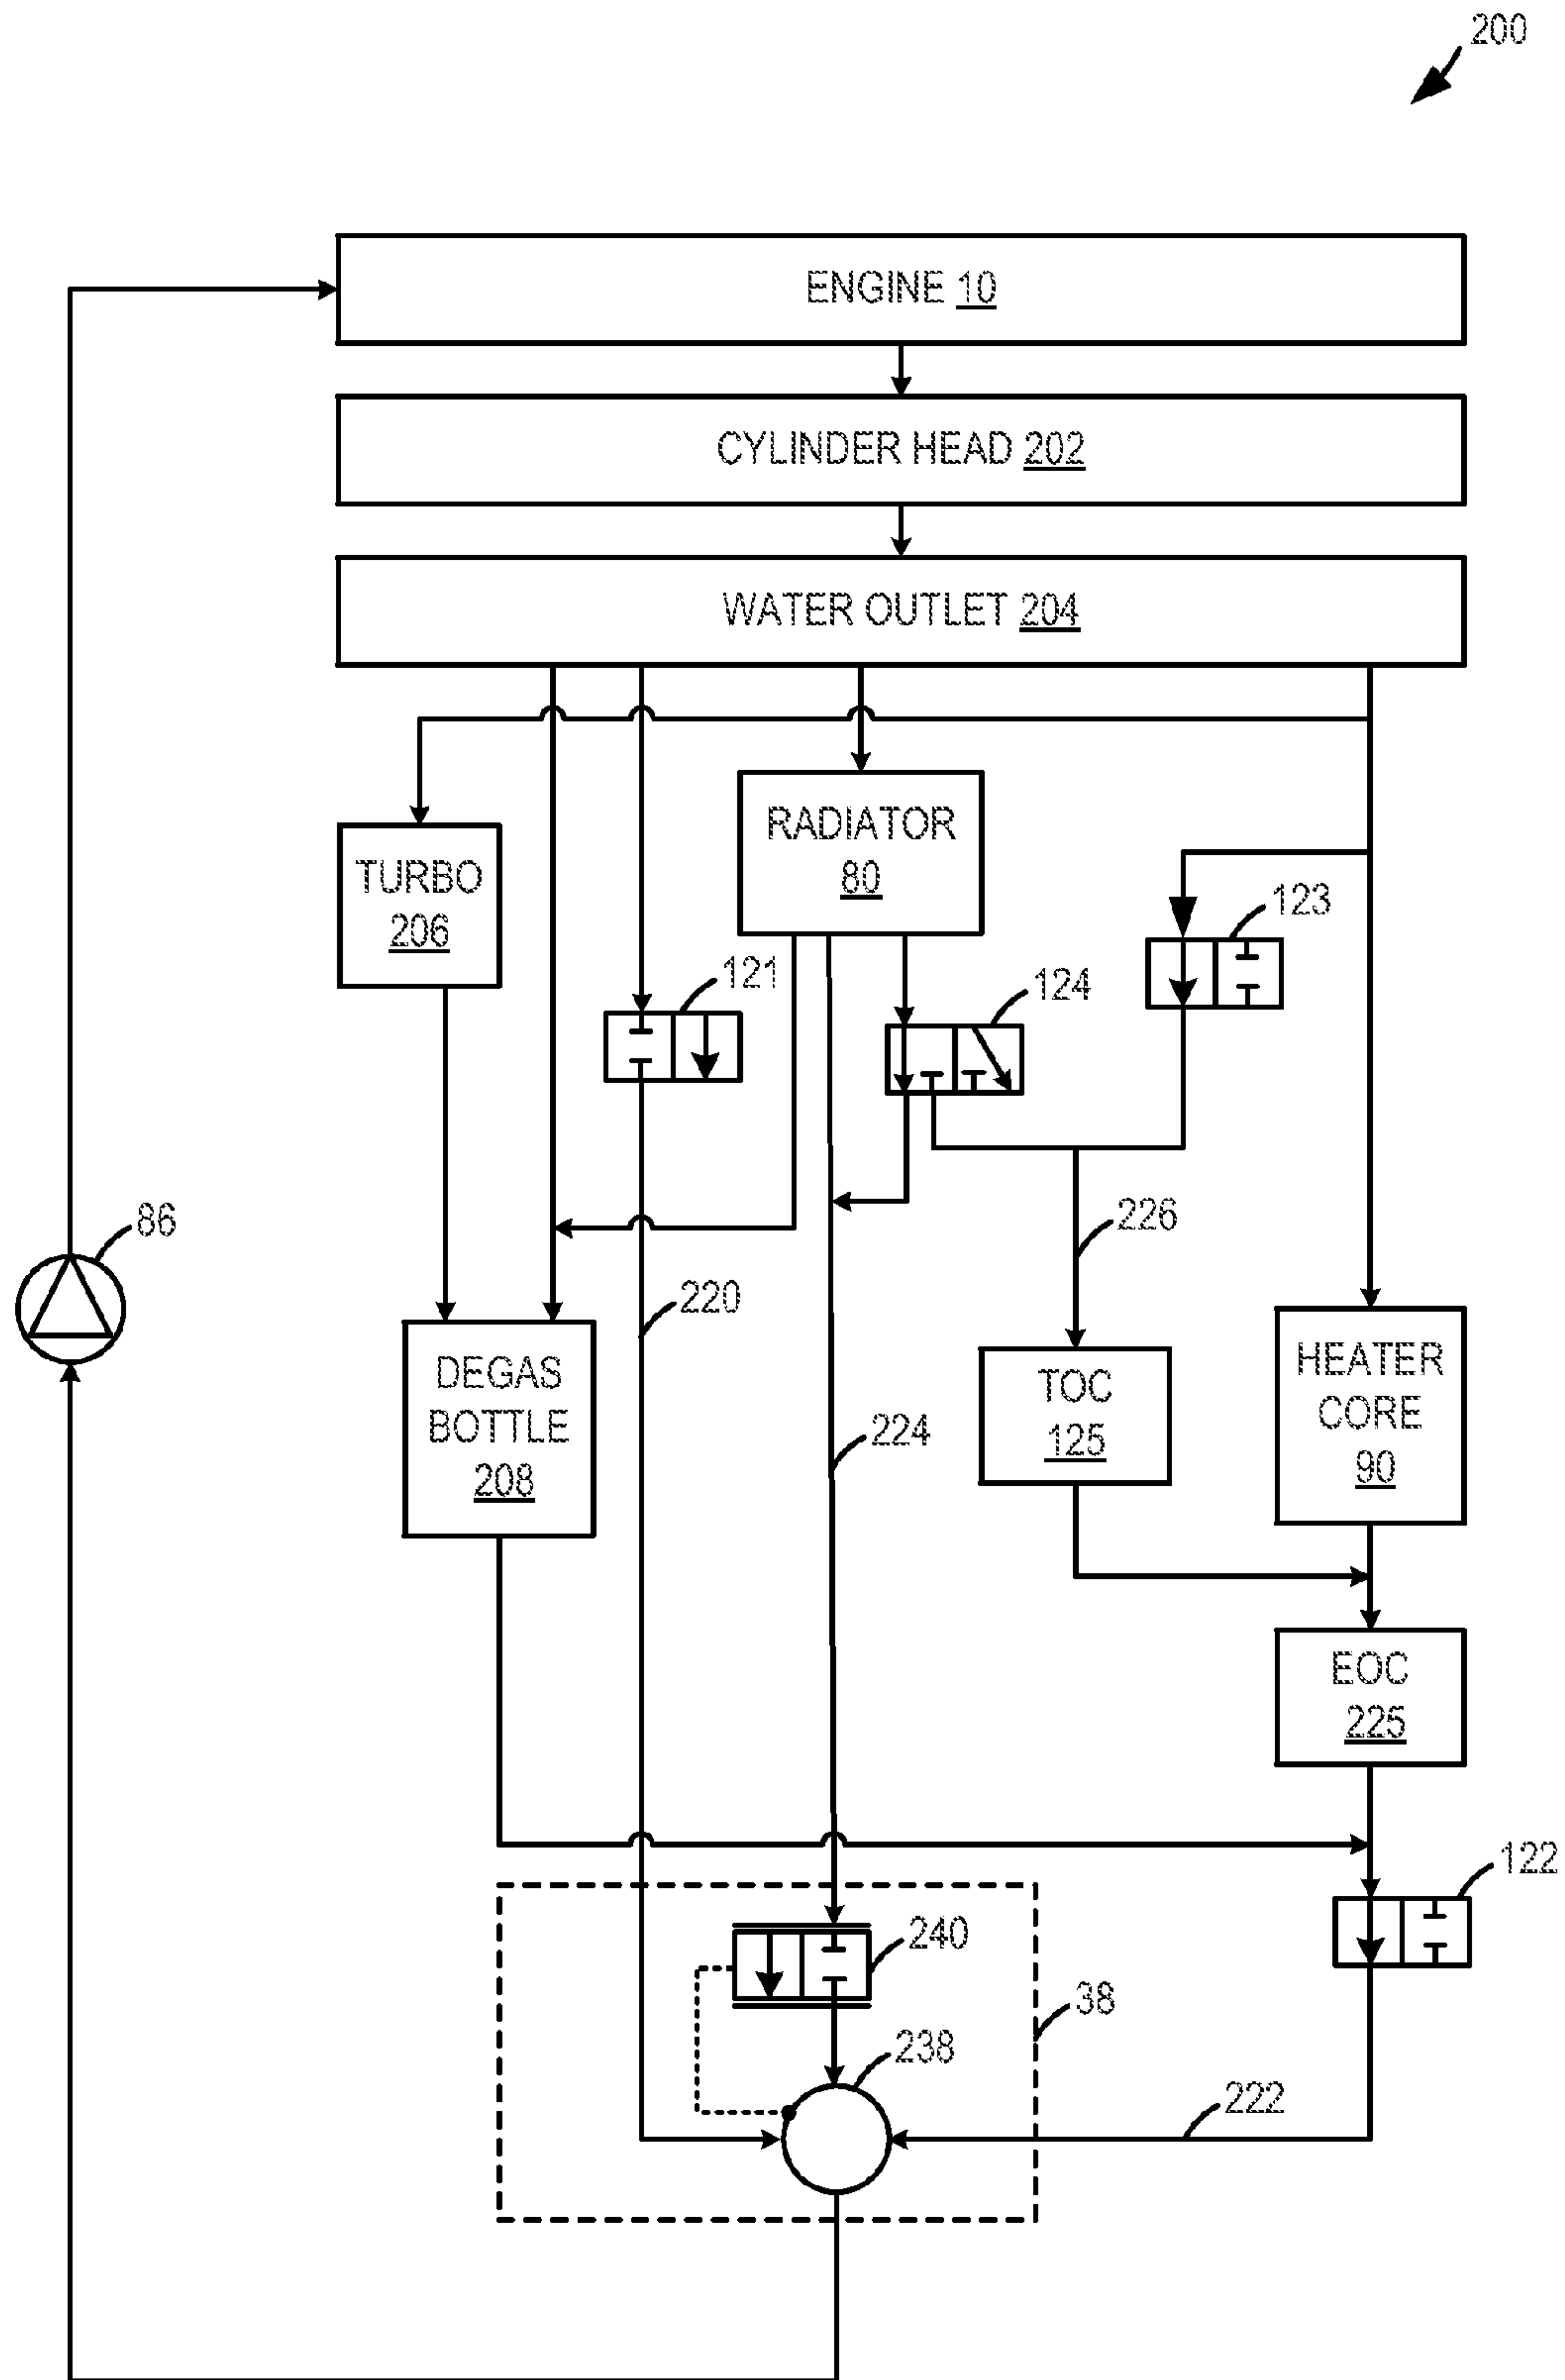 200
ENGINE 10
CYLINDER HEAD 202
WATER OUTLET 204
RADIATOR
80
TURBO
206
123
121
124
86
226
220
DEGAS
BOTTLE
208
TOC
125
HEATER
CORE
90
224
EOC
225
122
240
38
238
222